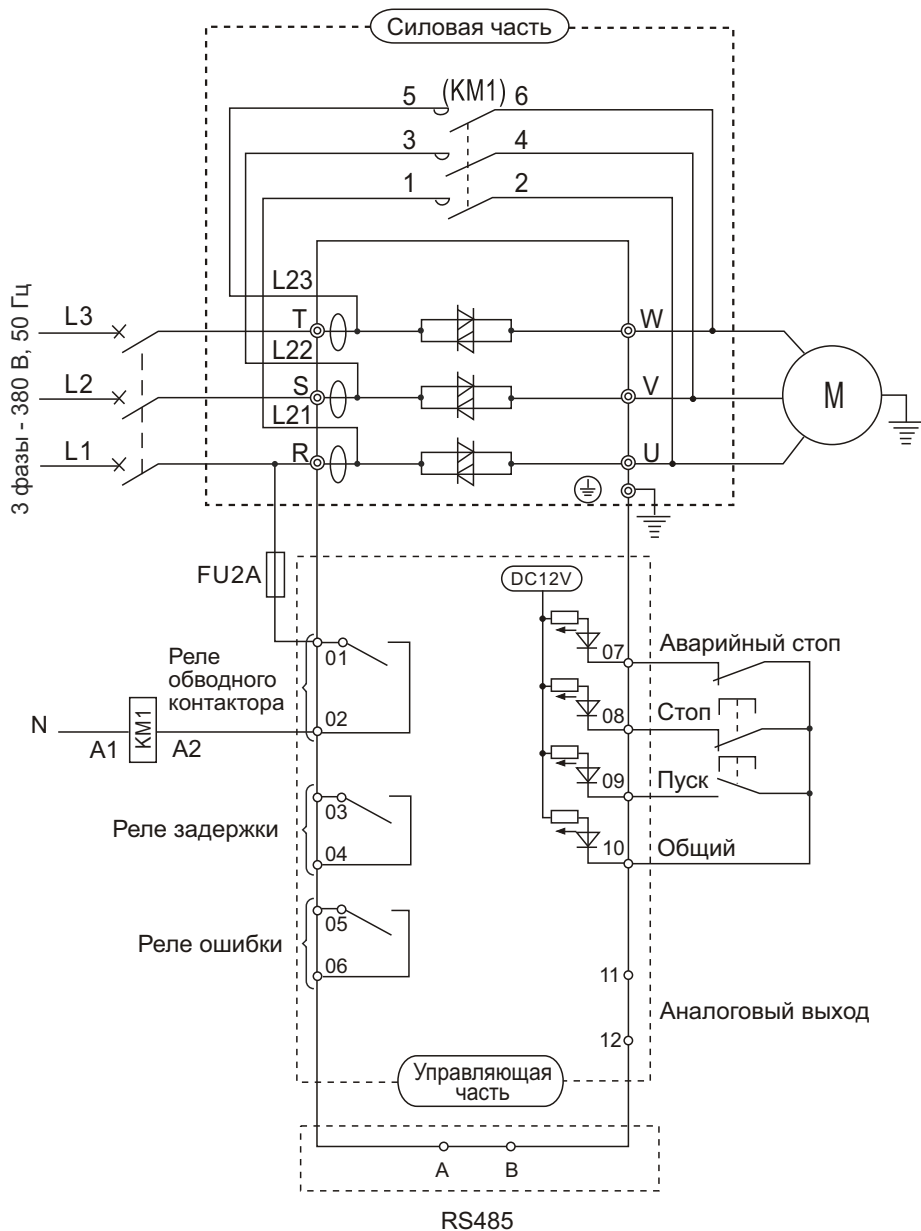 Силовая часть
5 (KM1) 6
3 4
1 2
3 фазы - 380 В, 50 Гц
L3
L2
L1
L23
T
L22
S
L21
R
W
V
U
M
FU2A
DC12V
Реле обводного контактора
01
02
N
A1
KM1
A2
Реле задержки
03
04
Реле ошибки
05
06
07
Аварийный стоп
08
Стоп
09
Пуск
10
Общий
11
Аналоговый выход
12
Управляющая часть
A B
RS485